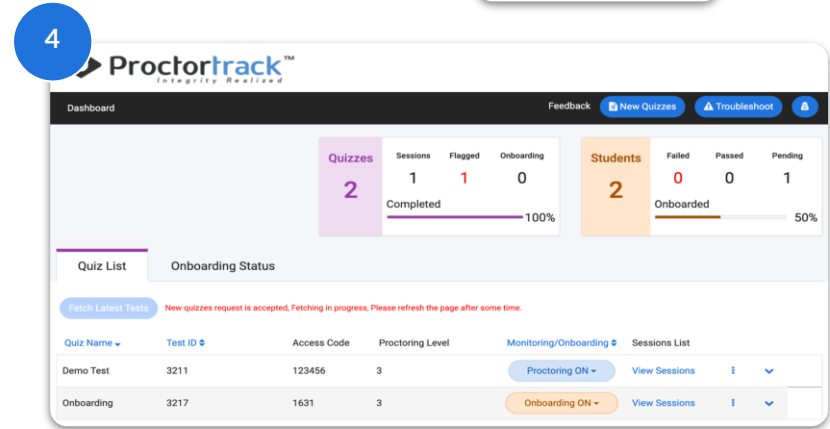 4
Proctortrack™
Integrity Realized
Dashboard Feedback New Quizzes Troubleshoot
Quizzes Sessions Flagged Onboarding Students Failed Passed Pending
2 1 1 0 2 0 0 1
Completed Onboarded
100% 50%
Quiz List Onboarding Status
Fetch Latest Tests New quizzes request is accepted, Fetching in progress, Please refresh the page after some time.
Quiz Name Test ID Access Code Proctoring Level Monitoring/Onboarding Sessions List
Demo Test 3211 123456 3 Proctoring ON View Sessions
Onboarding 3217 1631 3 Onboarding ON View Sessions